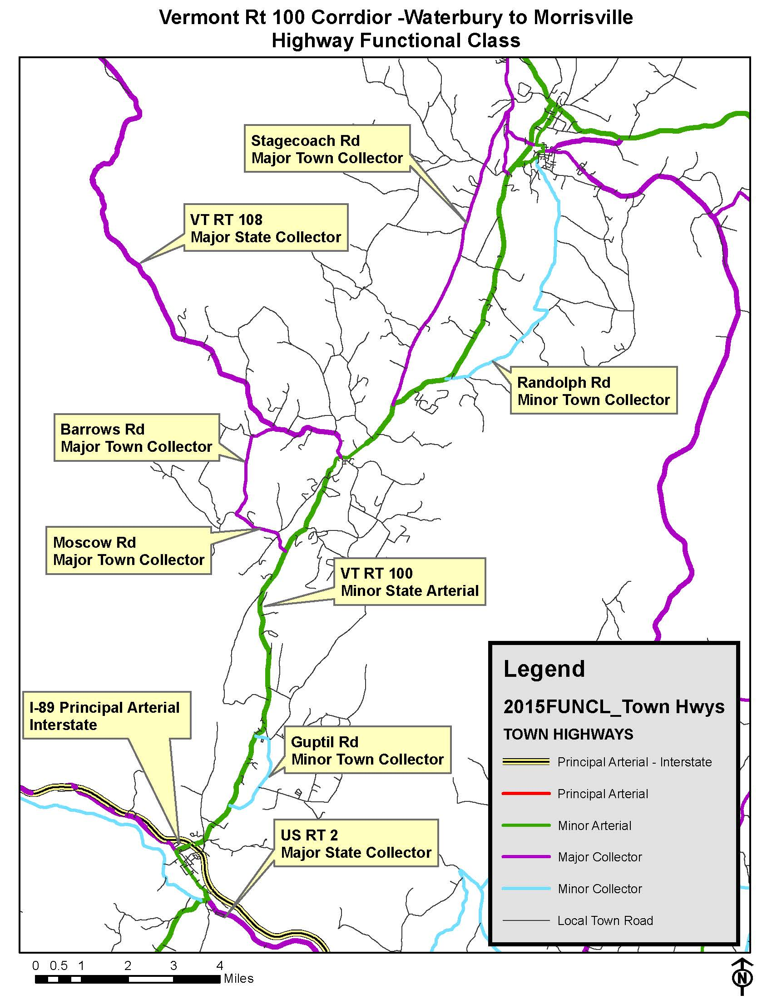 Vermont Rt 100 Corrdior -Waterbury to Morrisville
Highway Functional Class
Stagecoach Rd
Major Town Collector
VT RT 108
Major State Collector
Randolph Rd
Minor Town Collector
Barrows Rd
Major Town Collector
Moscow Rd
Major Town Collector
VT RT 100
Minor State Arterial
I-89 Principal Arterial
Interstate
Guptil Rd
Minor Town Collector
US RT 2
Major State Collector
Legend
2015FUNCL_Town Hwys
TOWN HIGHWAYS
Principal Arterial - Interstate
Principal Arterial
Minor Arterial
Major Collector
Minor Collector
Local Town Road
0 0.5 1 2 3 4
Miles
N